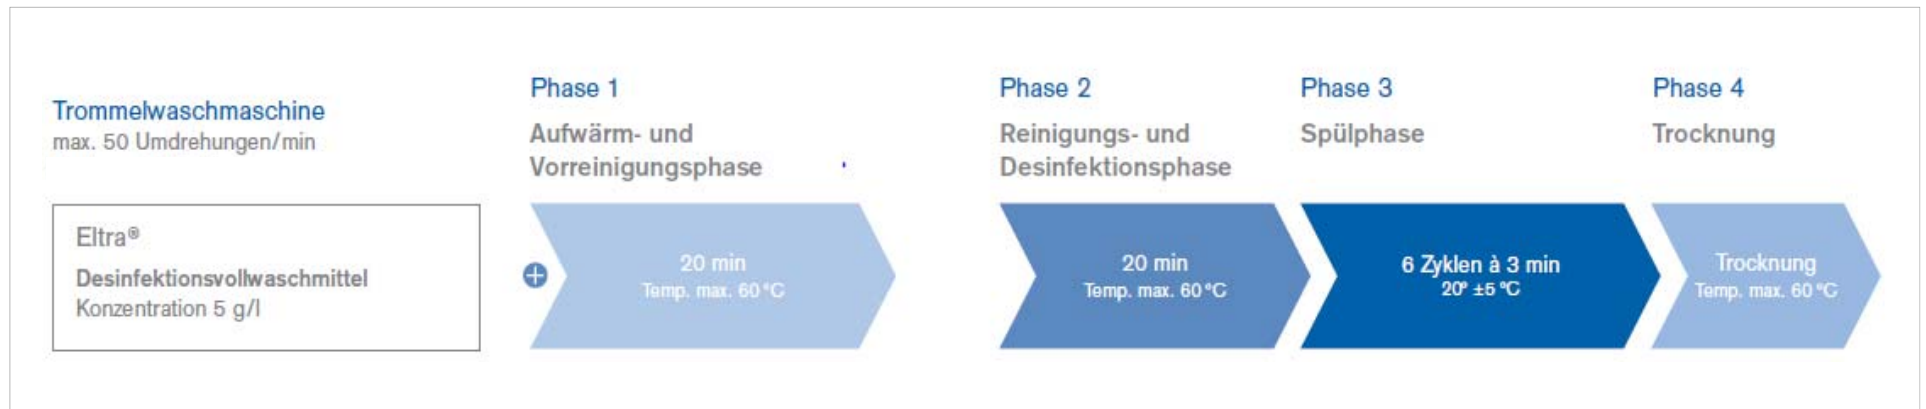 Trommelwaschmaschine
max. 50 Umdrehungen/min
Eltra®
Desinfektionsvollwaschmittel
Konzentration 5 g/l
Phase 1
Aufwärm- und
Vorreinigungsphase
20 min
Temp. max. 60 °C
Phase 2
Reinigungs- und
Desinfektionsphase
20 min
Temp. max. 60 °C
Phase 3
Spülphase
6 Zyklen à 3 min
20° ±5 °C
Phase 4
Trocknung
Trocknung
Temp. max. 60 °C